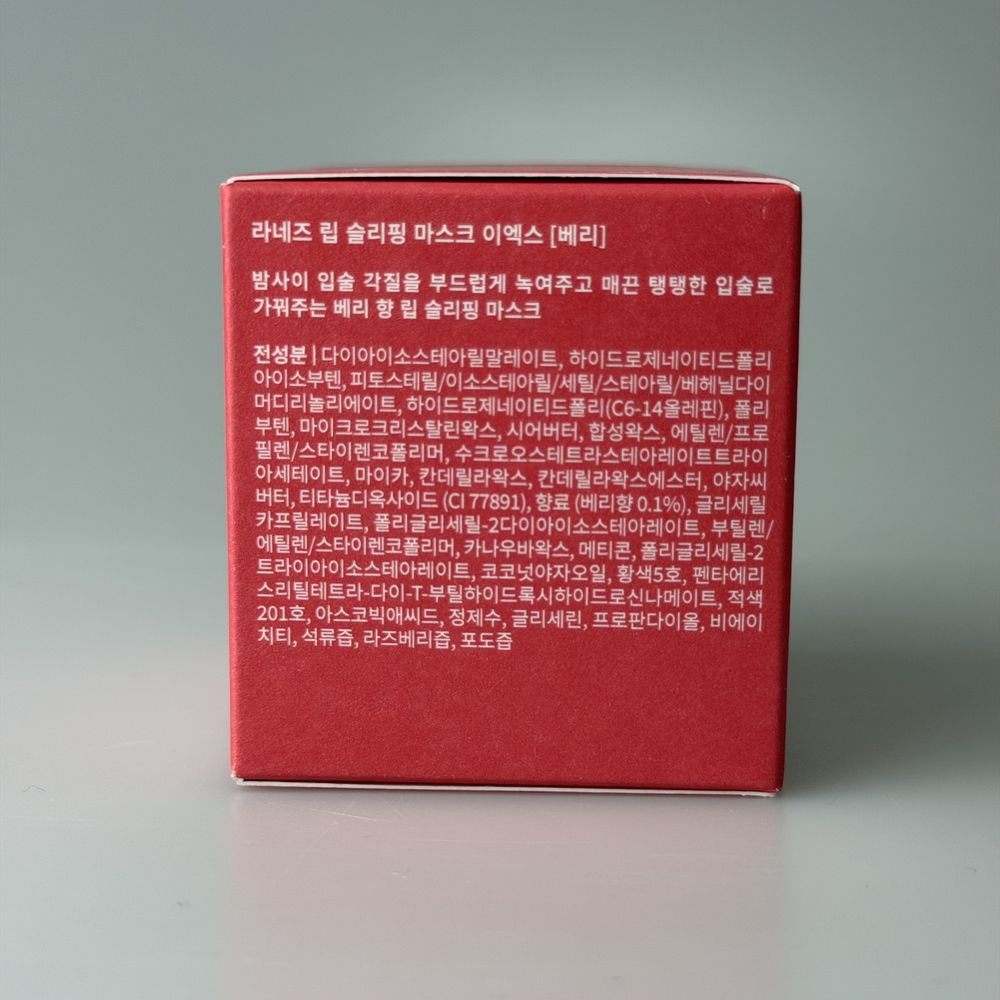 라네즈 립 슬리핑 마스크 이엑스 [베리]
밤사이 입술 각질을 부드럽게 녹여주고 매끈 탱탱한 입술로
가꿔주는 베리 향 립 슬리핑 마스크
전성분 | 다이아이소스테아릴말레이트, 하이드로제네이티드폴리
아이소부텐, 피토스테릴/이소스테아릴/세틸/스테아릴/베헤닐다이
머디리놀리에이트, 하이드로제네이티드폴리(C6-14올레핀), 폴리
부텐, 마이크로크리스탈린왁스, 시어버터, 합성왁스, 에틸렌/프로
필렌/스타이렌코폴리머, 수크로오스테트라스테아레이트트라이
아세테이트, 마이카, 칸데릴라왁스, 칸데릴라왁스에스터, 야자씨
버터, 티타늄디옥사이드 (CI 77891), 향료 (베리향 0.1%), 글리세릴
카프릴레이트, 폴리글리세릴-2다이아이소스테아레이트, 부틸렌/
에틸렌/스타이렌코폴리머, 카나우바왁스, 메티콘, 폴리글리세릴-2
트라이아이소스테아레이트, 코코넛야자오일, 황색5호, 펜타에리
스리틸테트라-다이-T-부틸하이드록시하이드로신나메이트, 적색
201호, 아스코빅애씨드, 정제수, 글리세린, 프로판다이올, 비에이
치티, 석류즙, 라즈베리즙, 포도즙